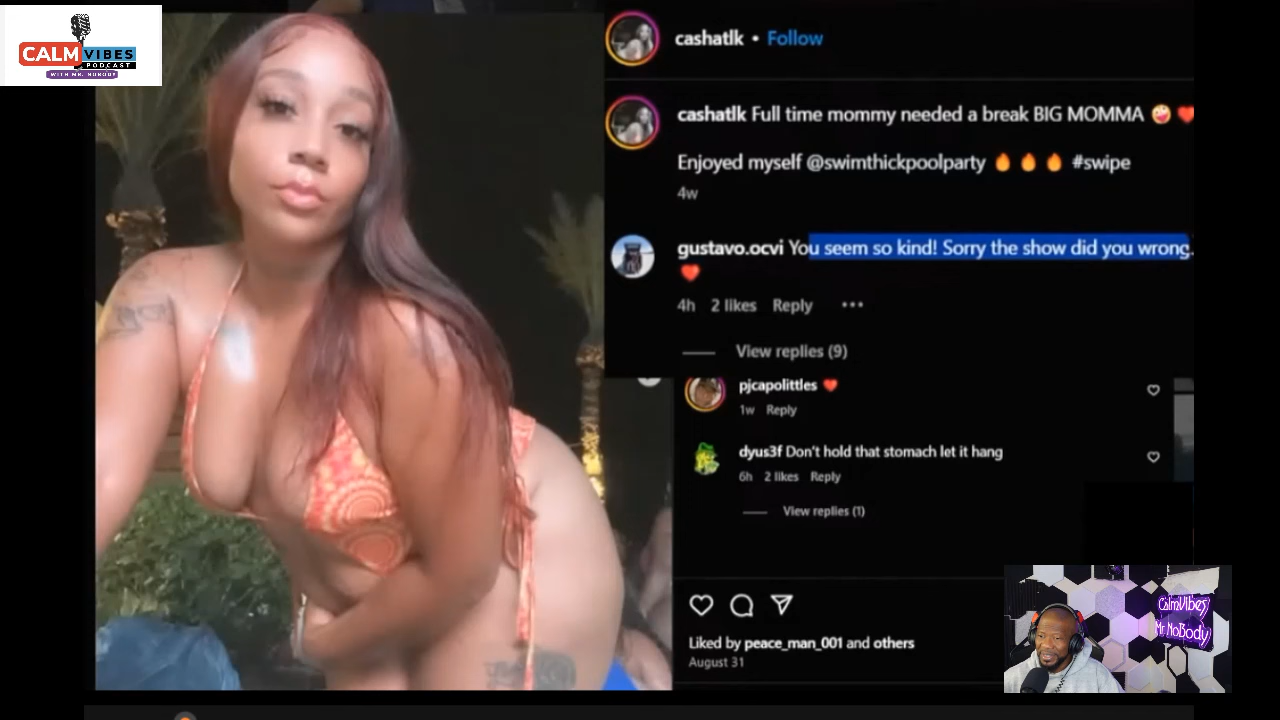 CALM VIBES
PODCAST
WITH MR. NOBODY
cashatlk • Follow
cashatlk Full time mommy needed a break BIG MOMMA 🤪 ❤️
Enjoyed myself @swimthickpoolparty 🔥 🔥 🔥 #swipe
4w
gustavo.ocvi You seem so kind! Sorry the show did you wrong.
❤️
4h 2 likes Reply •••
View replies (9)
pjcapolittles ❤️
1w Reply
dyus3f Don't hold that stomach let it hang
6h 2 likes Reply
View replies (1)
Liked by peace_man_001 and others
August 31
CalmVibes
Mr. NoBody